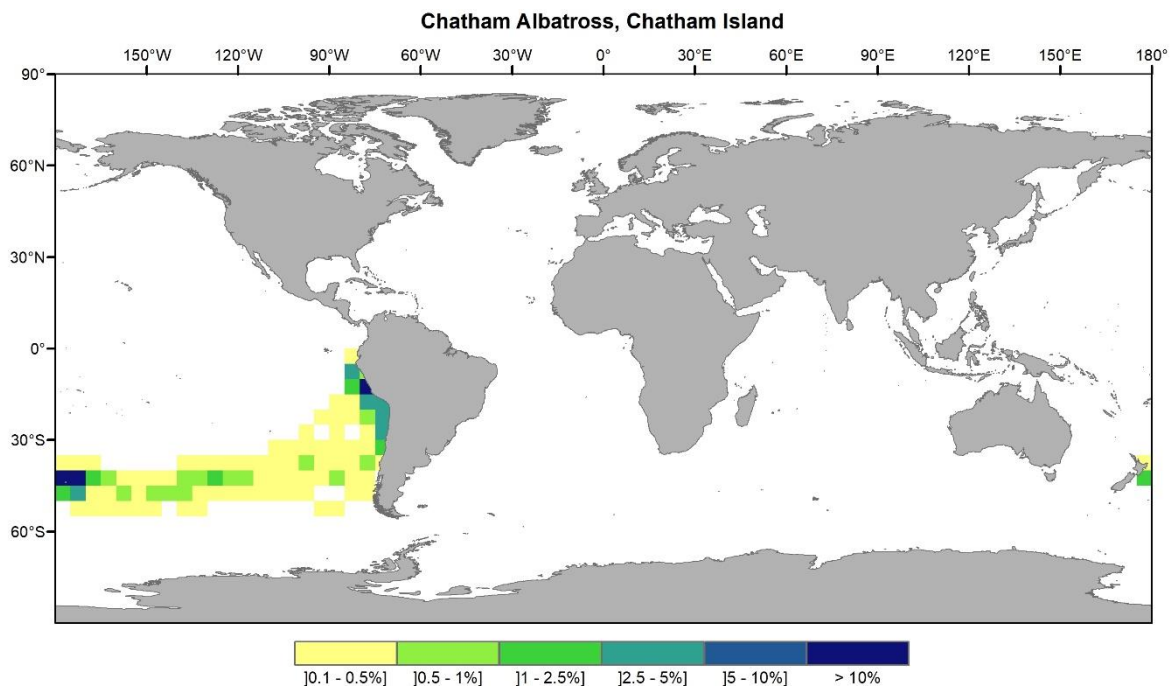 Chatham Albatross, Chatham Island
150°W 120°W 90°W 60°W 30°W 0° 30°E 60°E 90°E 120°E 150°E 180°
90°
60°N
30°N
0°
30°S
60°S
]0.1 - 0.5%] ]0.5 - 1%] ]1 - 2.5%] ]2.5 - 5%] ]5 - 10%] > 10%